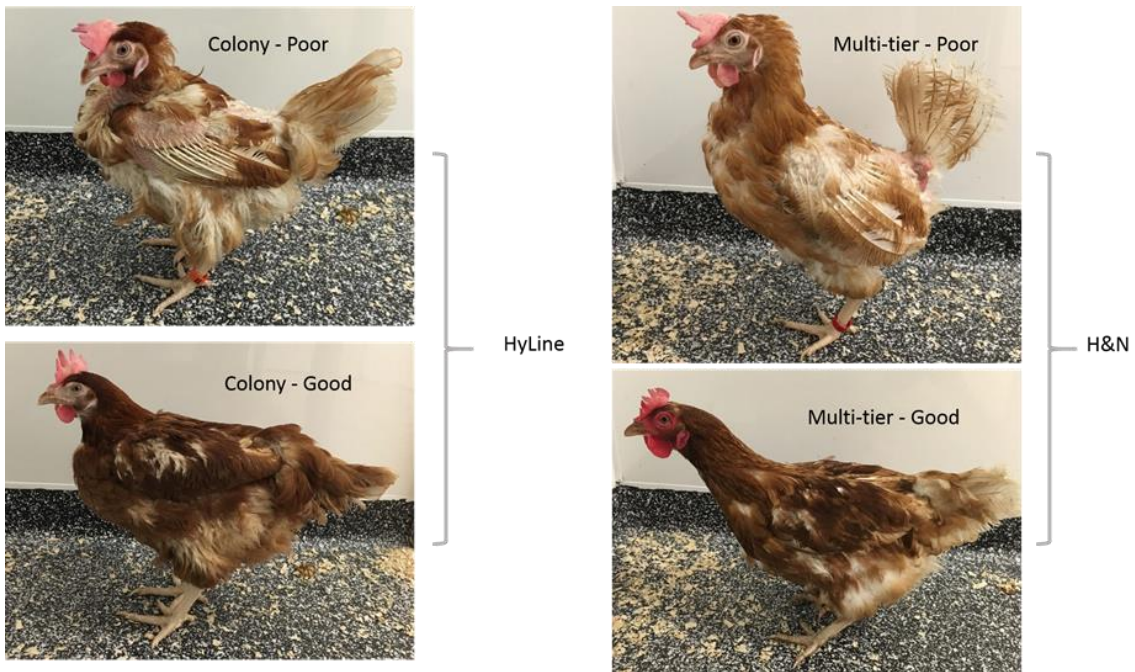 Colony - Poor
Multi-tier - Poor
HyLine
H&N
Colony - Good
Multi-tier - Good